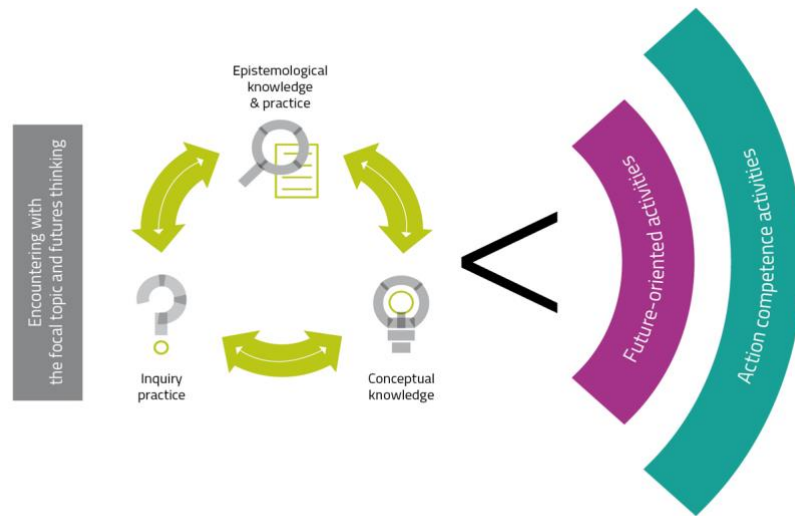 Encountering with
the focal topic and futures thinking
Epistemological
knowledge
& practice
Inquiry
practice
Conceptual
knowledge
<
Future-oriented activities
Action competence activities